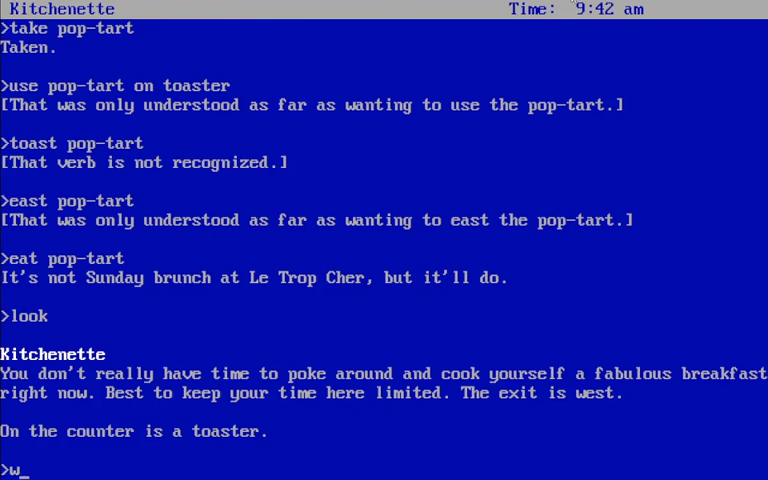 Kitchenette Time: 9:42 am
>take pop-tart
Taken.
>use pop-tart on toaster
[That was only understood as far as wanting to use the pop-tart.]
>toast pop-tart
[That verb is not recognized.]
>east pop-tart
[That was only understood as far as wanting to east the pop-tart.]
>eat pop-tart
It's not Sunday brunch at Le Trop Cher, but it'll do.
>look
Kitchenette
You don't really have time to poke around and cook yourself a fabulous breakfast
right now. Best to keep your time here limited. The exit is west.
On the counter is a toaster.
>w_